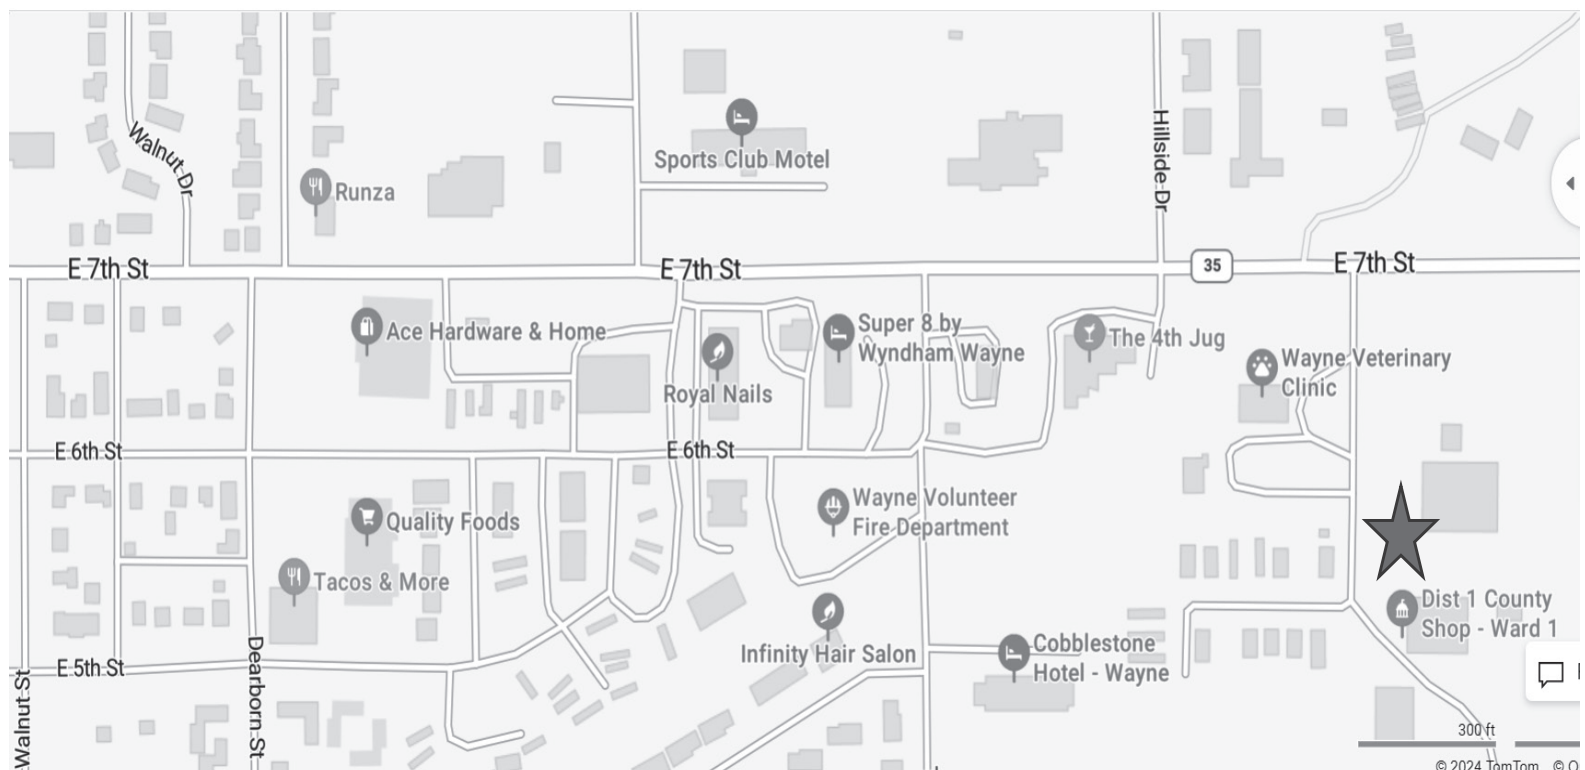 Walnut Dr
Hillside Dr
Sports Club Motel
Runza
E 7th St
E 7th St
35
E 7th St
Ace Hardware & Home
Super 8 by
Wyndham Wayne
The 4th Jug
Wayne Veterinary
Clinic
Royal Nails
E 6th St
E 6th St
Quality Foods
Wayne Volunteer
Fire Department
Tacos & More
Dist 1 County
Shop - Ward 1
Infinity Hair Salon
Cobblestone
Hotel - Wayne
E 5th St
Dearborn St
Walnut St
300 ft
© 2024 TomTom